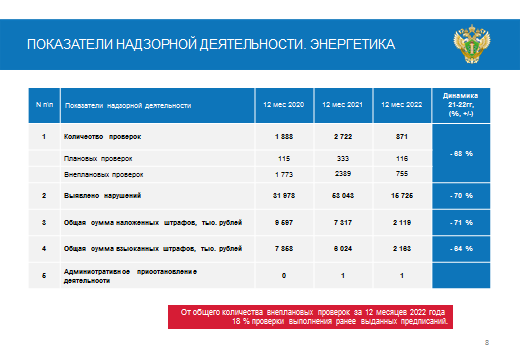 ПОКАЗАТЕЛИ НАДЗОРНОЙ ДЕЯТЕЛЬНОСТИ. ЭНЕРГЕТИКА
N п\п Показатели надзорной деятельности 12 мес 2020 12 мес 2021 12 мес 2022 Динамика
21-22гг,
(%, +/-)
1 Количество проверок 1 888 2 722 871 - 68 %
Плановых проверок 115 333 116
Внеплановых проверок 1 773 2389 755
2 Выявлено нарушений 31 978 53 043 15 725 - 70 %
3 Общая сумма наложенных штрафов, тыс. рублей 9 597 7 317 2 119 - 71 %
4 Общая сумма взысканных штрафов, тыс. рублей 7 858 6 024 2 163 - 64 %
5 Административное приостановление
деятельности 0 1 1
От общего количества внеплановых проверок за 12 месяцев 2022 года
18 % проверки выполнения ранее выданных предписаний.
8